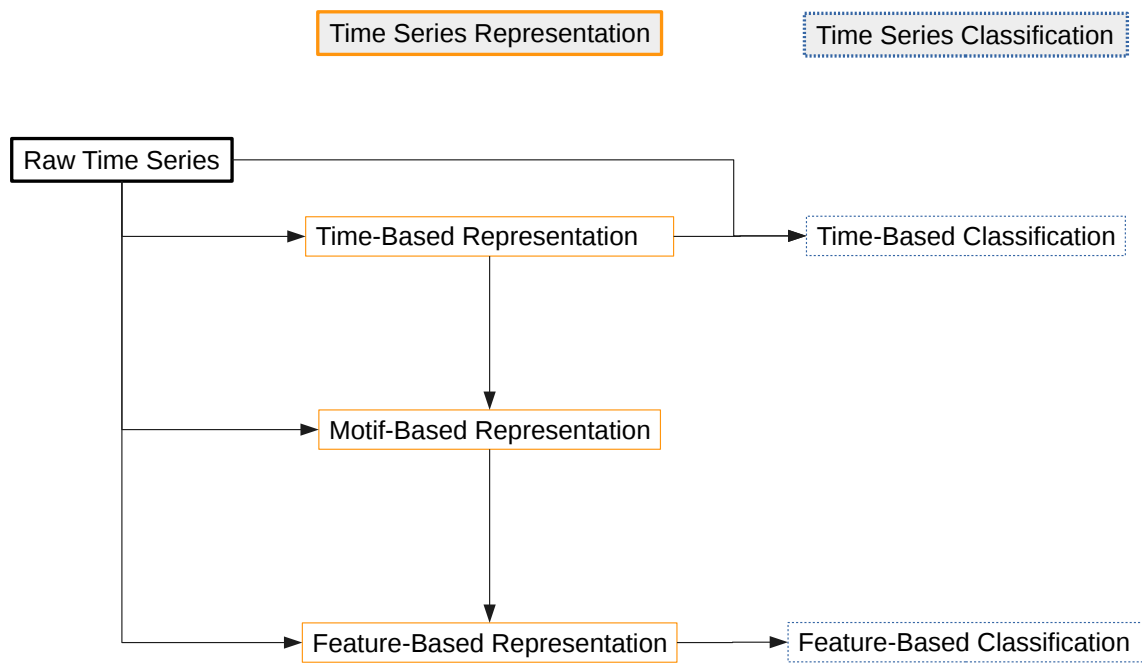 Time Series Representation
Time Series Classification
Raw Time Series
Time-Based Representation
Time-Based Classification
Motif-Based Representation
Feature-Based Representation
Feature-Based Classification